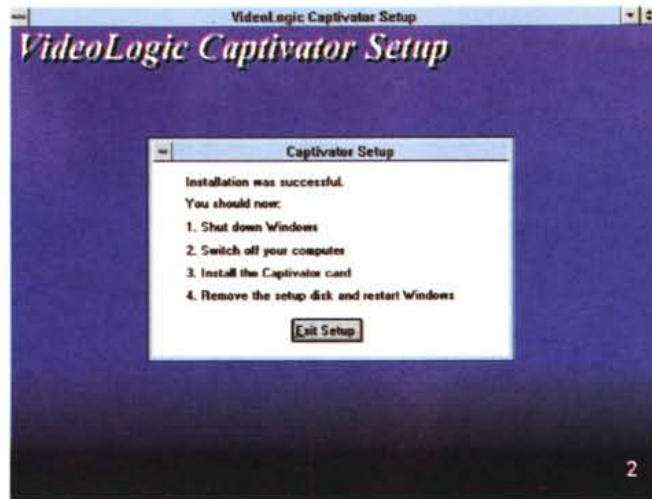 VideoLogic Captivator Setup
VideoLogic Captivator Setup
Captivator Setup
Installation was successful.
You should now:
1. Shut down Windows
2. Switch off your computer
3. Install the Captivator card
4. Remove the setup disk and restart Windows
Exit Setup
2